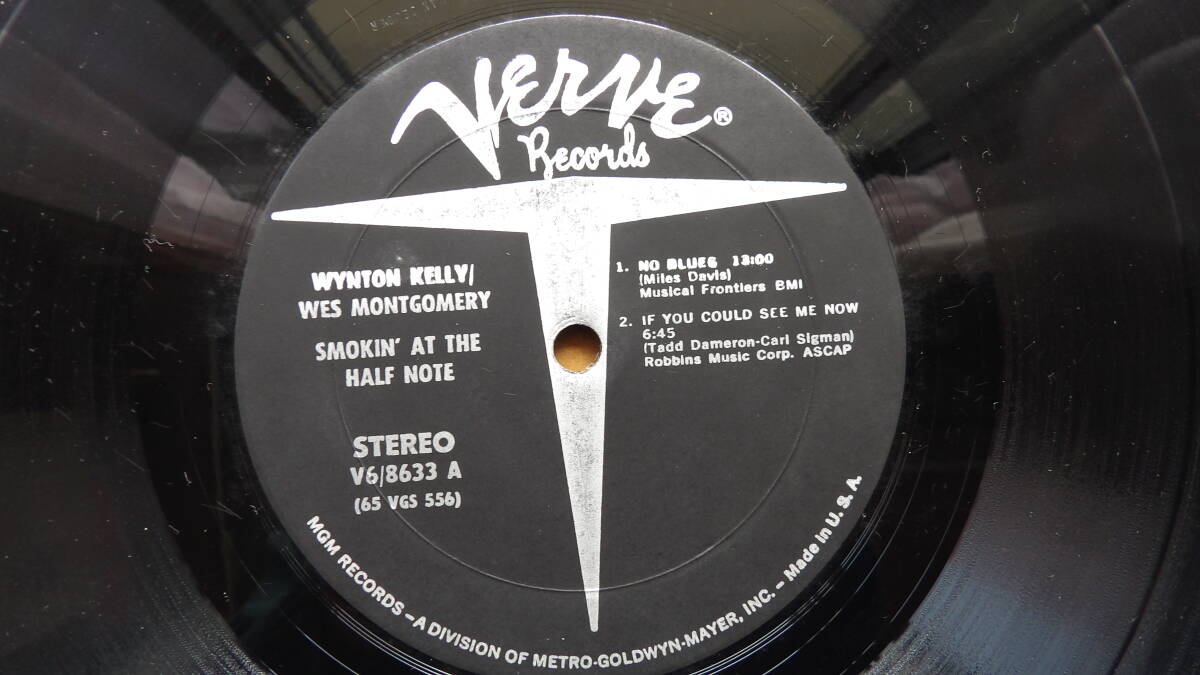 Verve®
Records
WYNTON KELLY/
WES MONTGOMERY
SMOKIN' AT THE
HALF NOTE
STEREO
V6/8633 A
(65 VGS 556)
1. NO BLUES 13:00
(Miles Davis)
Musical Frontiers BMI
2. IF YOU COULD SEE ME NOW
6:45
(Tadd Dameron-Carl Sigman)
Robbins Music Corp. ASCAP
MGM RECORDS – A DIVISION OF METRO-GOLDWYN-MAYER, INC. – Made in U. S. A.